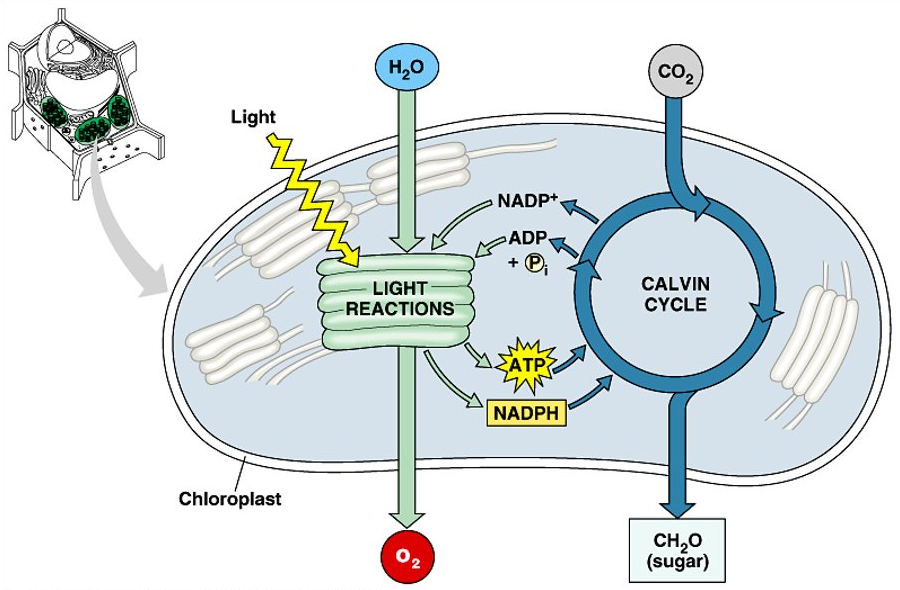 H₂O
CO₂
Light
NADP⁺
ADP
+ Pᵢ
LIGHT
REACTIONS
CALVIN
CYCLE
ATP
NADPH
Chloroplast
O₂
CH₂O
(sugar)